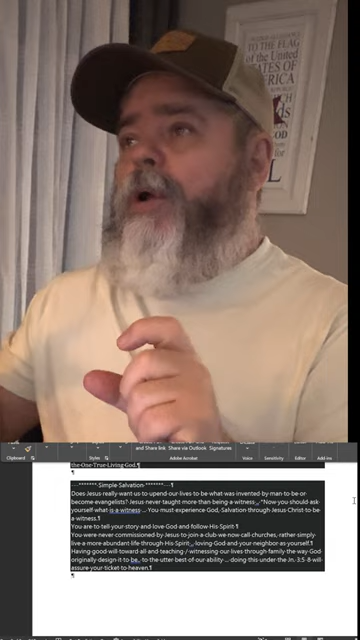 TO THE FLAG
of the United
STATES OF
AMERICA
for
and Share link
Share via Outlook
Signatures
Clipboard
Styles
Adobe Acrobat
Voice
Sensitivity
Editor
Add-ins
the One True Living God.¶
¶
*******Simple Salvation*******¶
Does Jesus really want us to upend our lives to be what was invented by man to be or
become evangelists? Jesus never taught more than being a witness
Now you should ask
yourself what is a witness
You must experience God, Salvation through Jesus Christ to be
a witness.¶
You are to tell your story and love God and follow His Spirit ¶
You were never commissioned by Jesus to join a club we now call churches, rather simply
live a more abundant life through His Spirit
loving God and your neighbor as yourself.¶
Having good will toward all and teaching / witnessing our lives through family the way God
originally design it to be
to the utter best of our ability ... doing this under the Jn. 3:5-8 will
assure your ticket to heaven.¶
¶